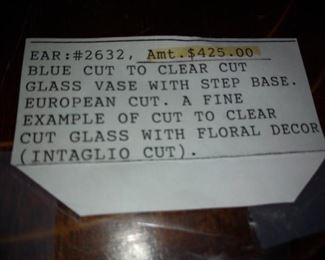 EAR:#2632, Amt.$425.00
BLUE CUT TO CLEAR CUT
GLASS VASE WITH STEP BASE.
EUROPEAN CUT. A FINE
EXAMPLE OF CUT TO CLEAR
CUT GLASS WITH FLORAL DECOR
(INTAGLIO CUT).